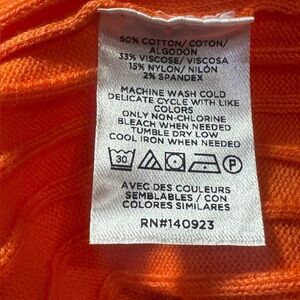 50% COTTON/ COTON/
ALGODÓN
33% VISCOSE/ VISCOSA
15% NYLON/ NILÓN
2% SPANDEX
MACHINE WASH COLD
DELICATE CYCLE WITH LIKE
COLORS
ONLY NON-CHLORINE
BLEACH WHEN NEEDED
TUMBLE DRY LOW
COOL IRON WHEN NEEDED
30 P
AVEC DES COULEURS
SEMBLABLES / CON
COLORES SIMILARES
RN#140923